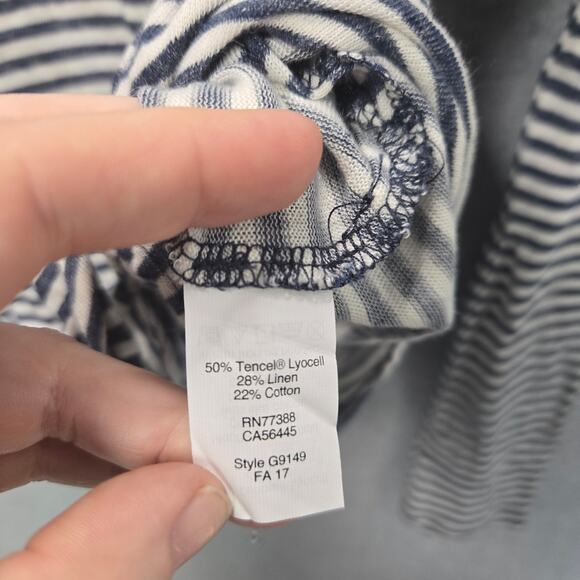 50% Tencel® Lyocell
28% Linen
22% Cotton
RN77388
CA56445
Style G9149
FA 17